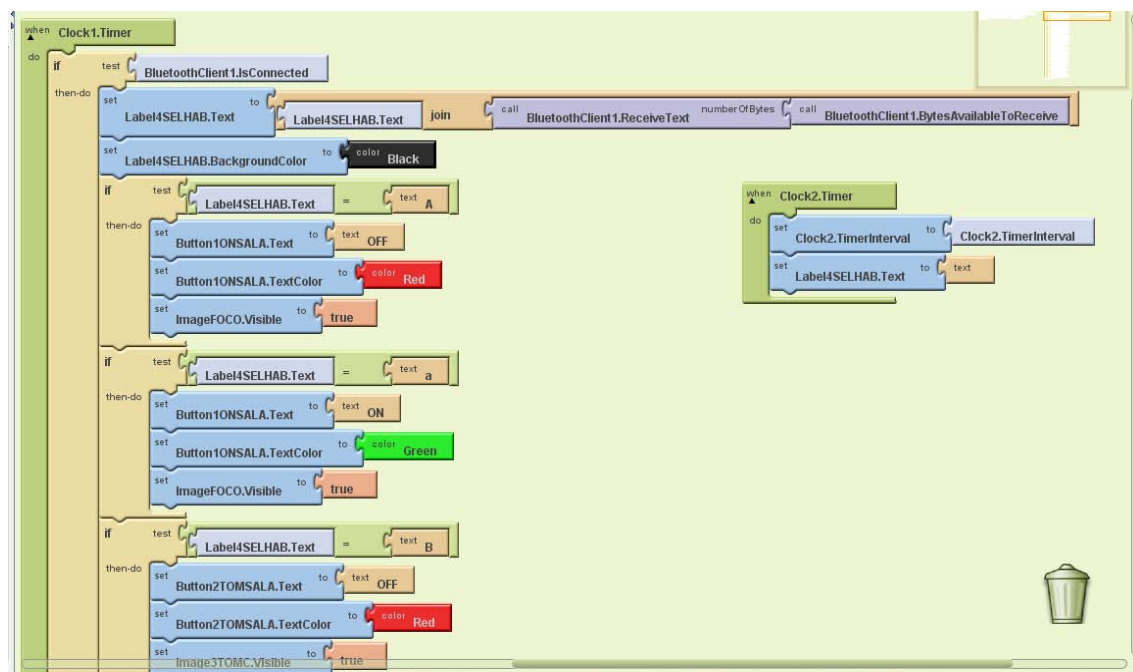 when Clock1.Timer
do if test BluetoothClient1.IsConnected
then-do set Label4SELHAB.Text to Label4SELHAB.Text join call BluetoothClient1.ReceiveText numberOfBytes call BluetoothClient1.BytesAvailableToReceive
set Label4SELHAB.BackgroundColor to color Black
if test Label4SELHAB.Text = text A
then-do set Button1ONSALA.Text to text OFF
set Button1ONSALA.TextColor to color Red
set ImageFOCO.Visible to true
if test Label4SELHAB.Text = text a
then-do set Button1ONSALA.Text to text ON
set Button1ONSALA.TextColor to color Green
set ImageFOCO.Visible to true
if test Label4SELHAB.Text = text B
then-do set Button2TOMSALA.Text to text OFF
set Button2TOMSALA.TextColor to color Red
set Image3TOMC.Visible to true
when Clock2.Timer
do set Clock2.TimerInterval to Clock2.TimerInterval
set Label4SELHAB.Text to text